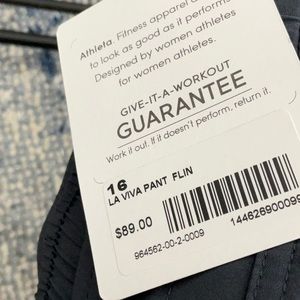 Athleta. Fitness apparel
to look as good as it performs
Designed by women athletes
for women athletes.
GIVE-IT-A-WORKOUT
GUARANTEE
Work it out. If it doesn't perform, return it.
16
LA VIVA PANT FLIN
$89.00
964562-00-2-0009
144626900099